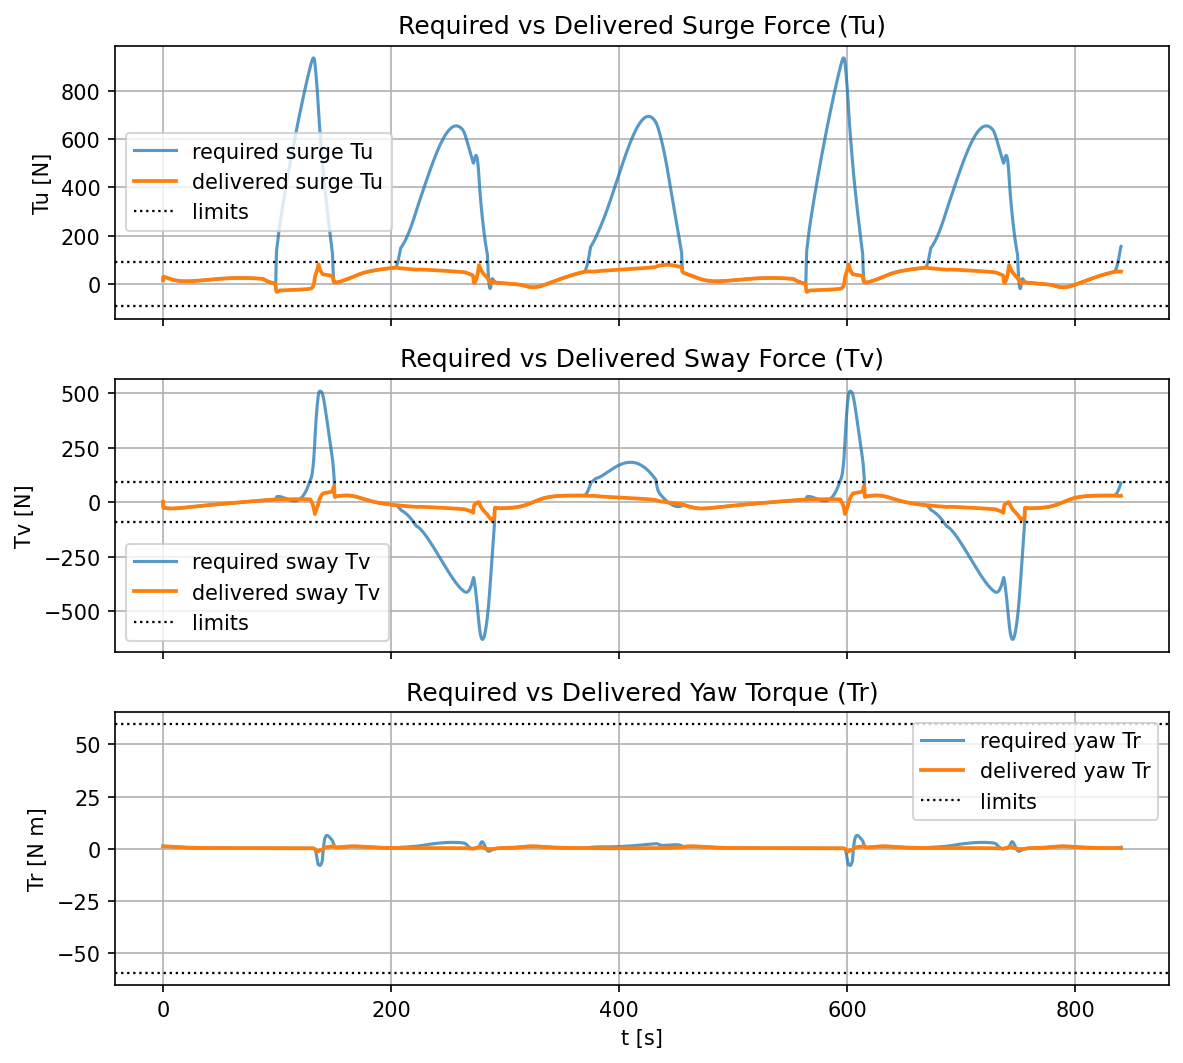 Required vs Delivered Surge Force (Tu)
Tu [N]
800
600
400
200
0
required surge Tu
delivered surge Tu
limits
Required vs Delivered Sway Force (Tv)
Tv [N]
500
250
0
−250
−500
required sway Tv
delivered sway Tv
limits
Required vs Delivered Yaw Torque (Tr)
Tr [N m]
50
25
0
−25
−50
required yaw Tr
delivered yaw Tr
limits
0 200 400 600 800
t [s]